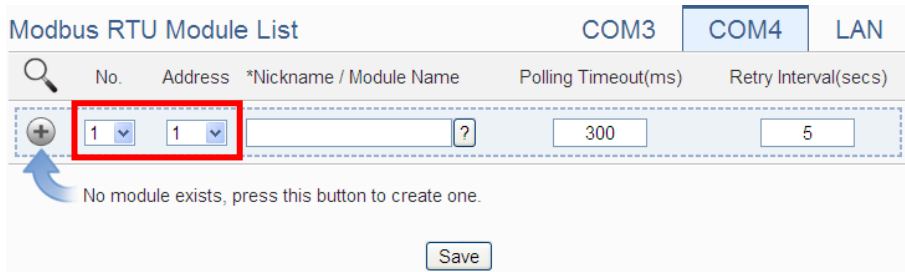 Modbus RTU Module List COM3 COM4 LAN
No. Address *Nickname / Module Name Polling Timeout(ms) Retry Interval(secs)
1 1 ? 300 5
No module exists, press this button to create one.
Save